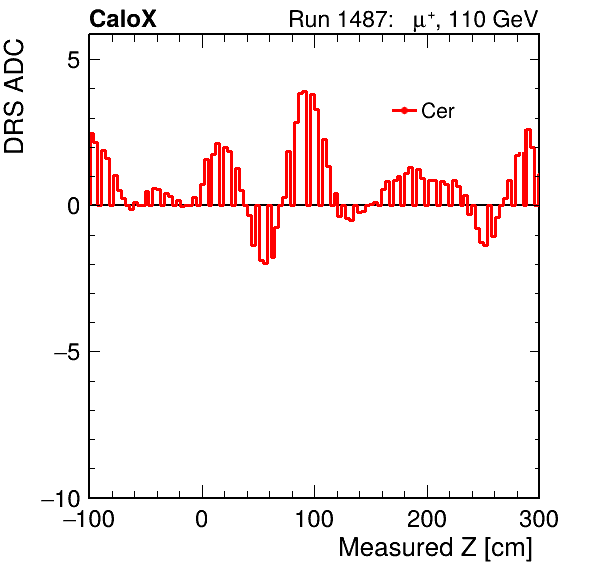 CaloX Run 1487: μ⁺, 110 GeV
DRS ADC
5
0
−5
−10
Cer
−100 0 100 200 300
Measured Z [cm]